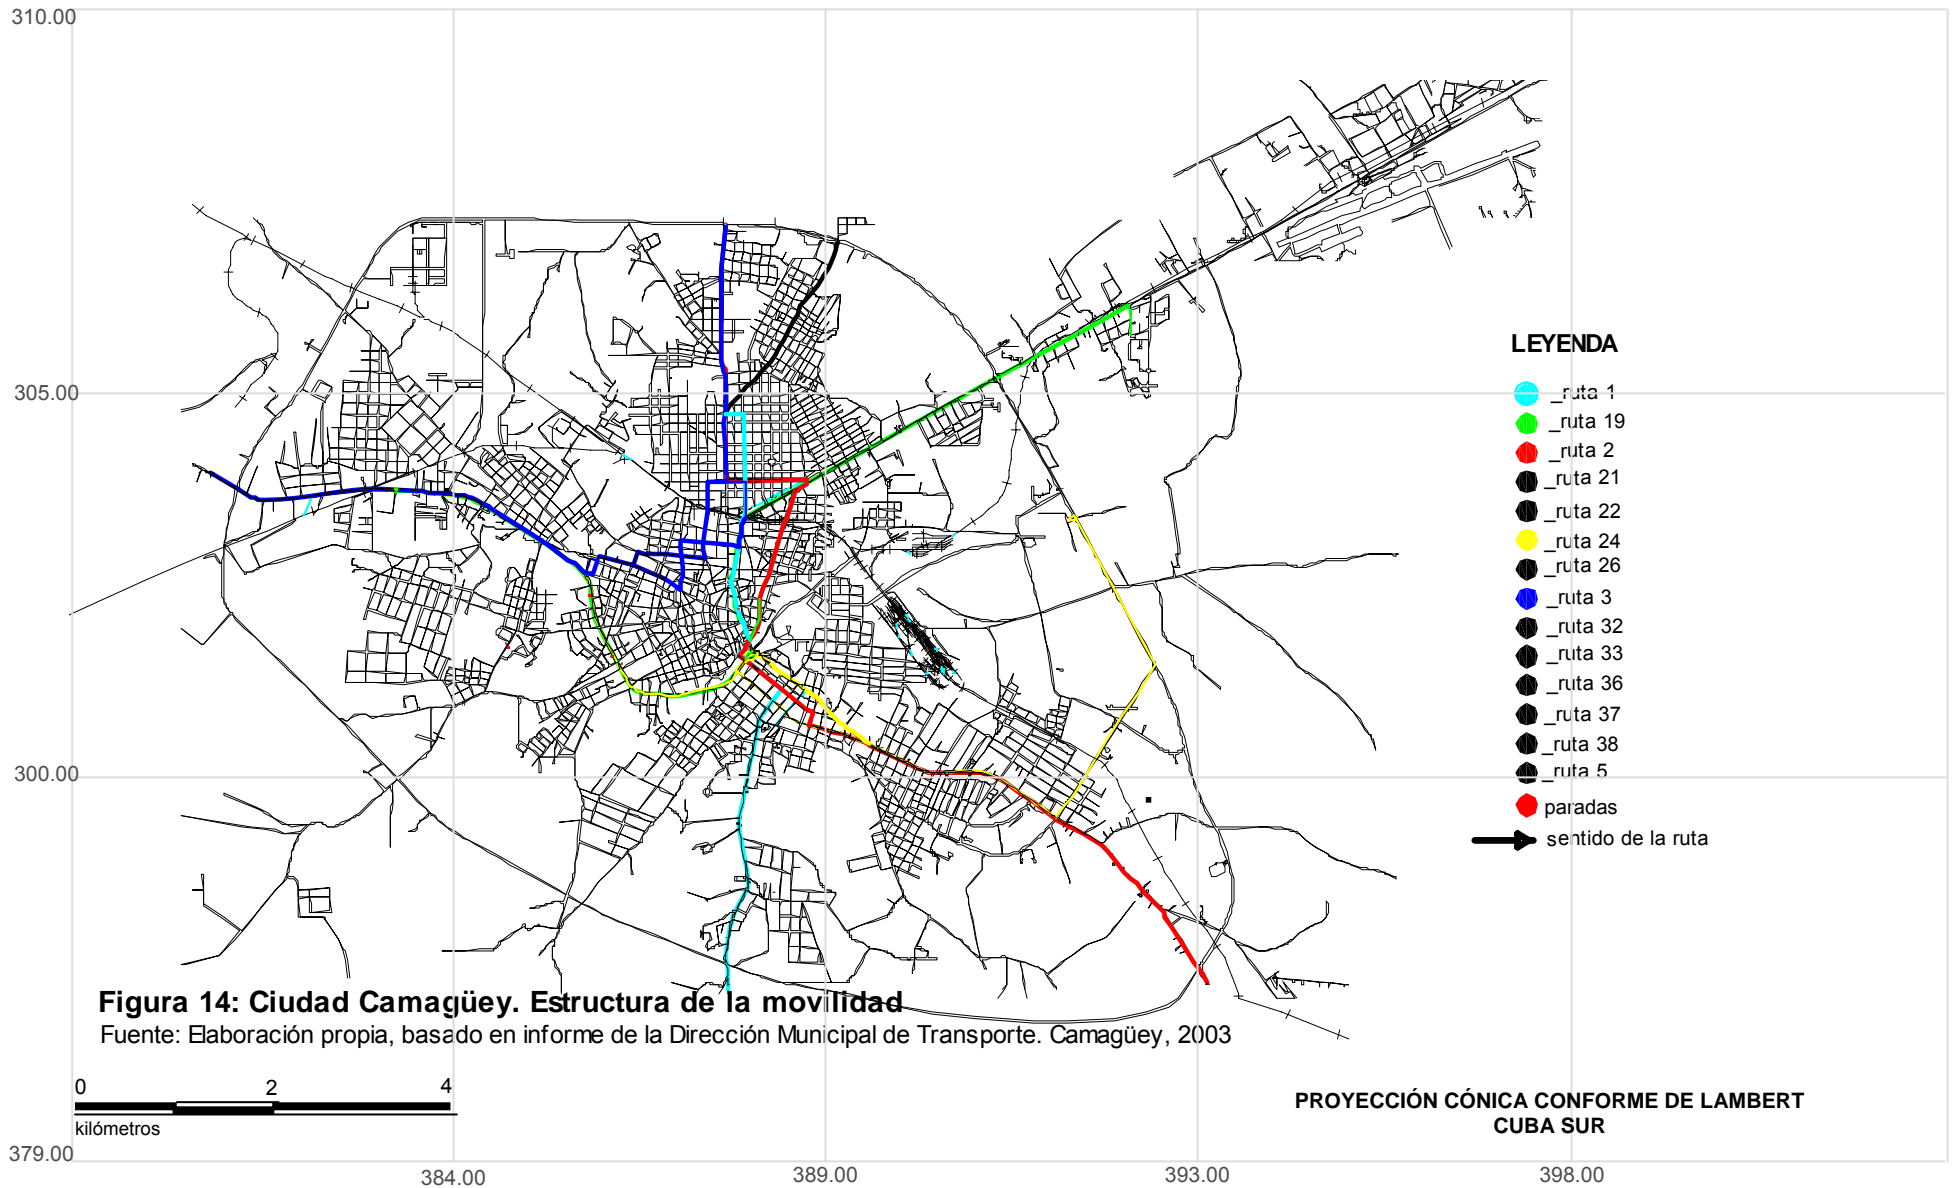 310.00
305.00
300.00
379.00
384.00
389.00
393.00
398.00
LEYENDA
_ruta 1
_ruta 19
_ruta 2
_ruta 21
_ruta 22
_ruta 24
_ruta 26
_ruta 3
_ruta 32
_ruta 33
_ruta 36
_ruta 37
_ruta 38
_ruta 5
paradas
sentido de la ruta
Figura 14: Ciudad Camagüey. Estructura de la movilidad
Fuente: Elaboración propia, basado en informe de la Dirección Municipal de Transporte. Camagüey, 2003
0 2 4
kilómetros
PROYECCIÓN CÓNICA CONFORME DE LAMBERT
CUBA SUR